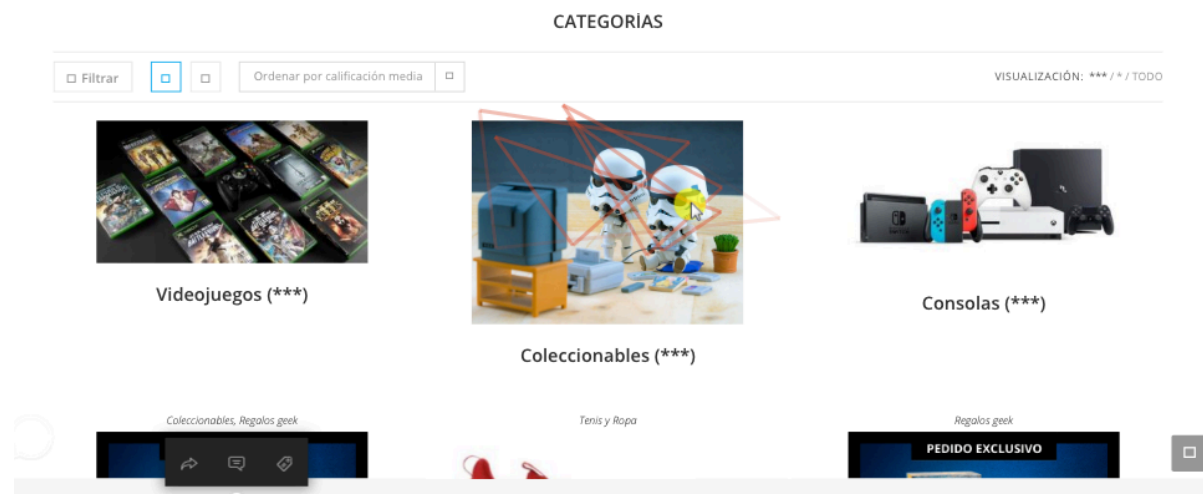 CATEGORÍAS
Filtrar
Ordenar por calificación media
VISUALIZACIÓN: *** / * / TODO
Videojuegos (***)
Coleccionables (***)
Consolas (***)
Coleccionables, Regalos geek
Tenis y Ropa
Regalos geek
PEDIDO EXCLUSIVO